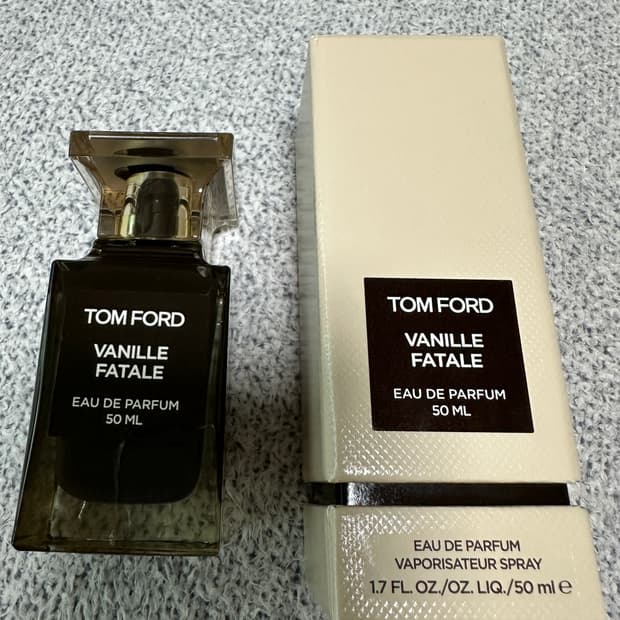 TOM FORD
VANILLE
FATALE
EAU DE PARFUM
50 ML
TOM FORD
VANILLE
FATALE
EAU DE PARFUM
50 ML
EAU DE PARFUM
VAPORISATEUR SPRAY
1.7 FL. OZ./OZ. LIQ./50 ml ℮